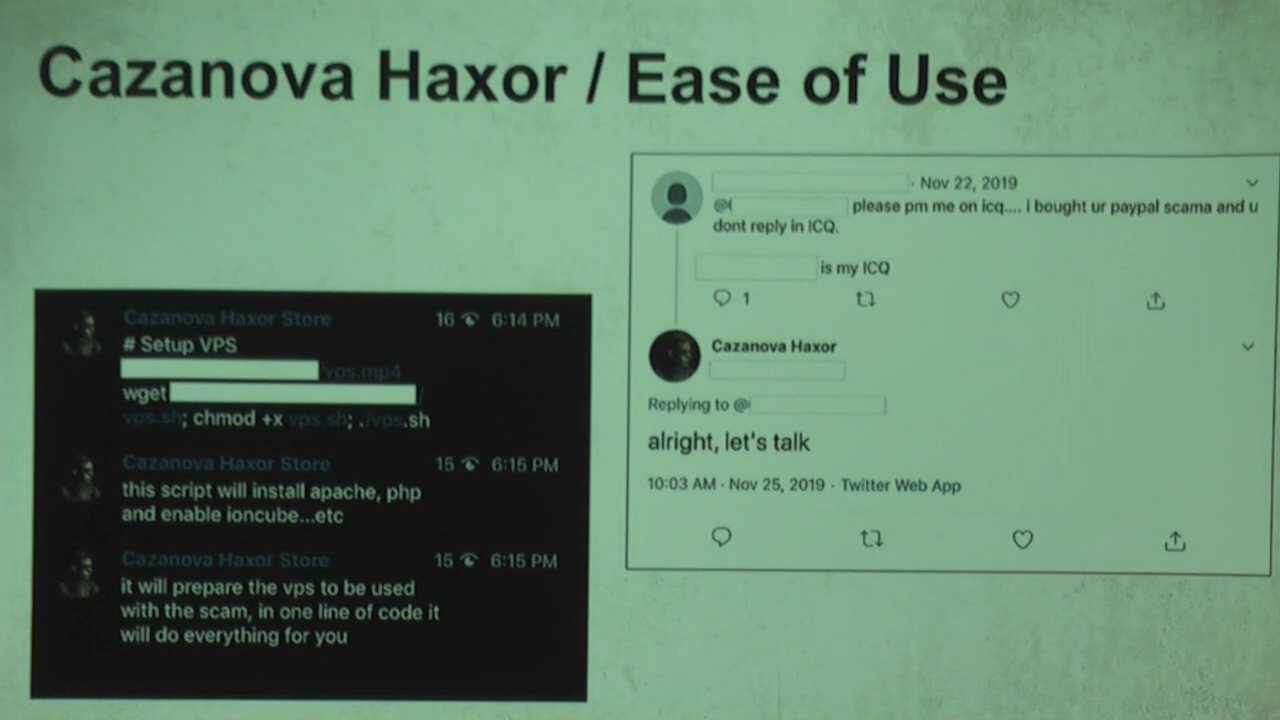 Cazanova Haxor / Ease of Use
Cazanova Haxor Store 16 6:14 PM
# Setup VPS
/vps.mp4
wget /
vps.sh; chmod +x vps.sh; ./vps.sh
Cazanova Haxor Store 15 6:15 PM
this script will install apache, php
and enable ioncube...etc
Cazanova Haxor Store 15 6:15 PM
it will prepare the vps to be used
with the scam, in one line of code it
will do everything for you
· Nov 22, 2019
@ please pm me on icq.... i bought ur paypal scama and u
dont reply in ICQ.
is my ICQ
1
Cazanova Haxor
Replying to @
alright, let's talk
10:03 AM · Nov 25, 2019 · Twitter Web App